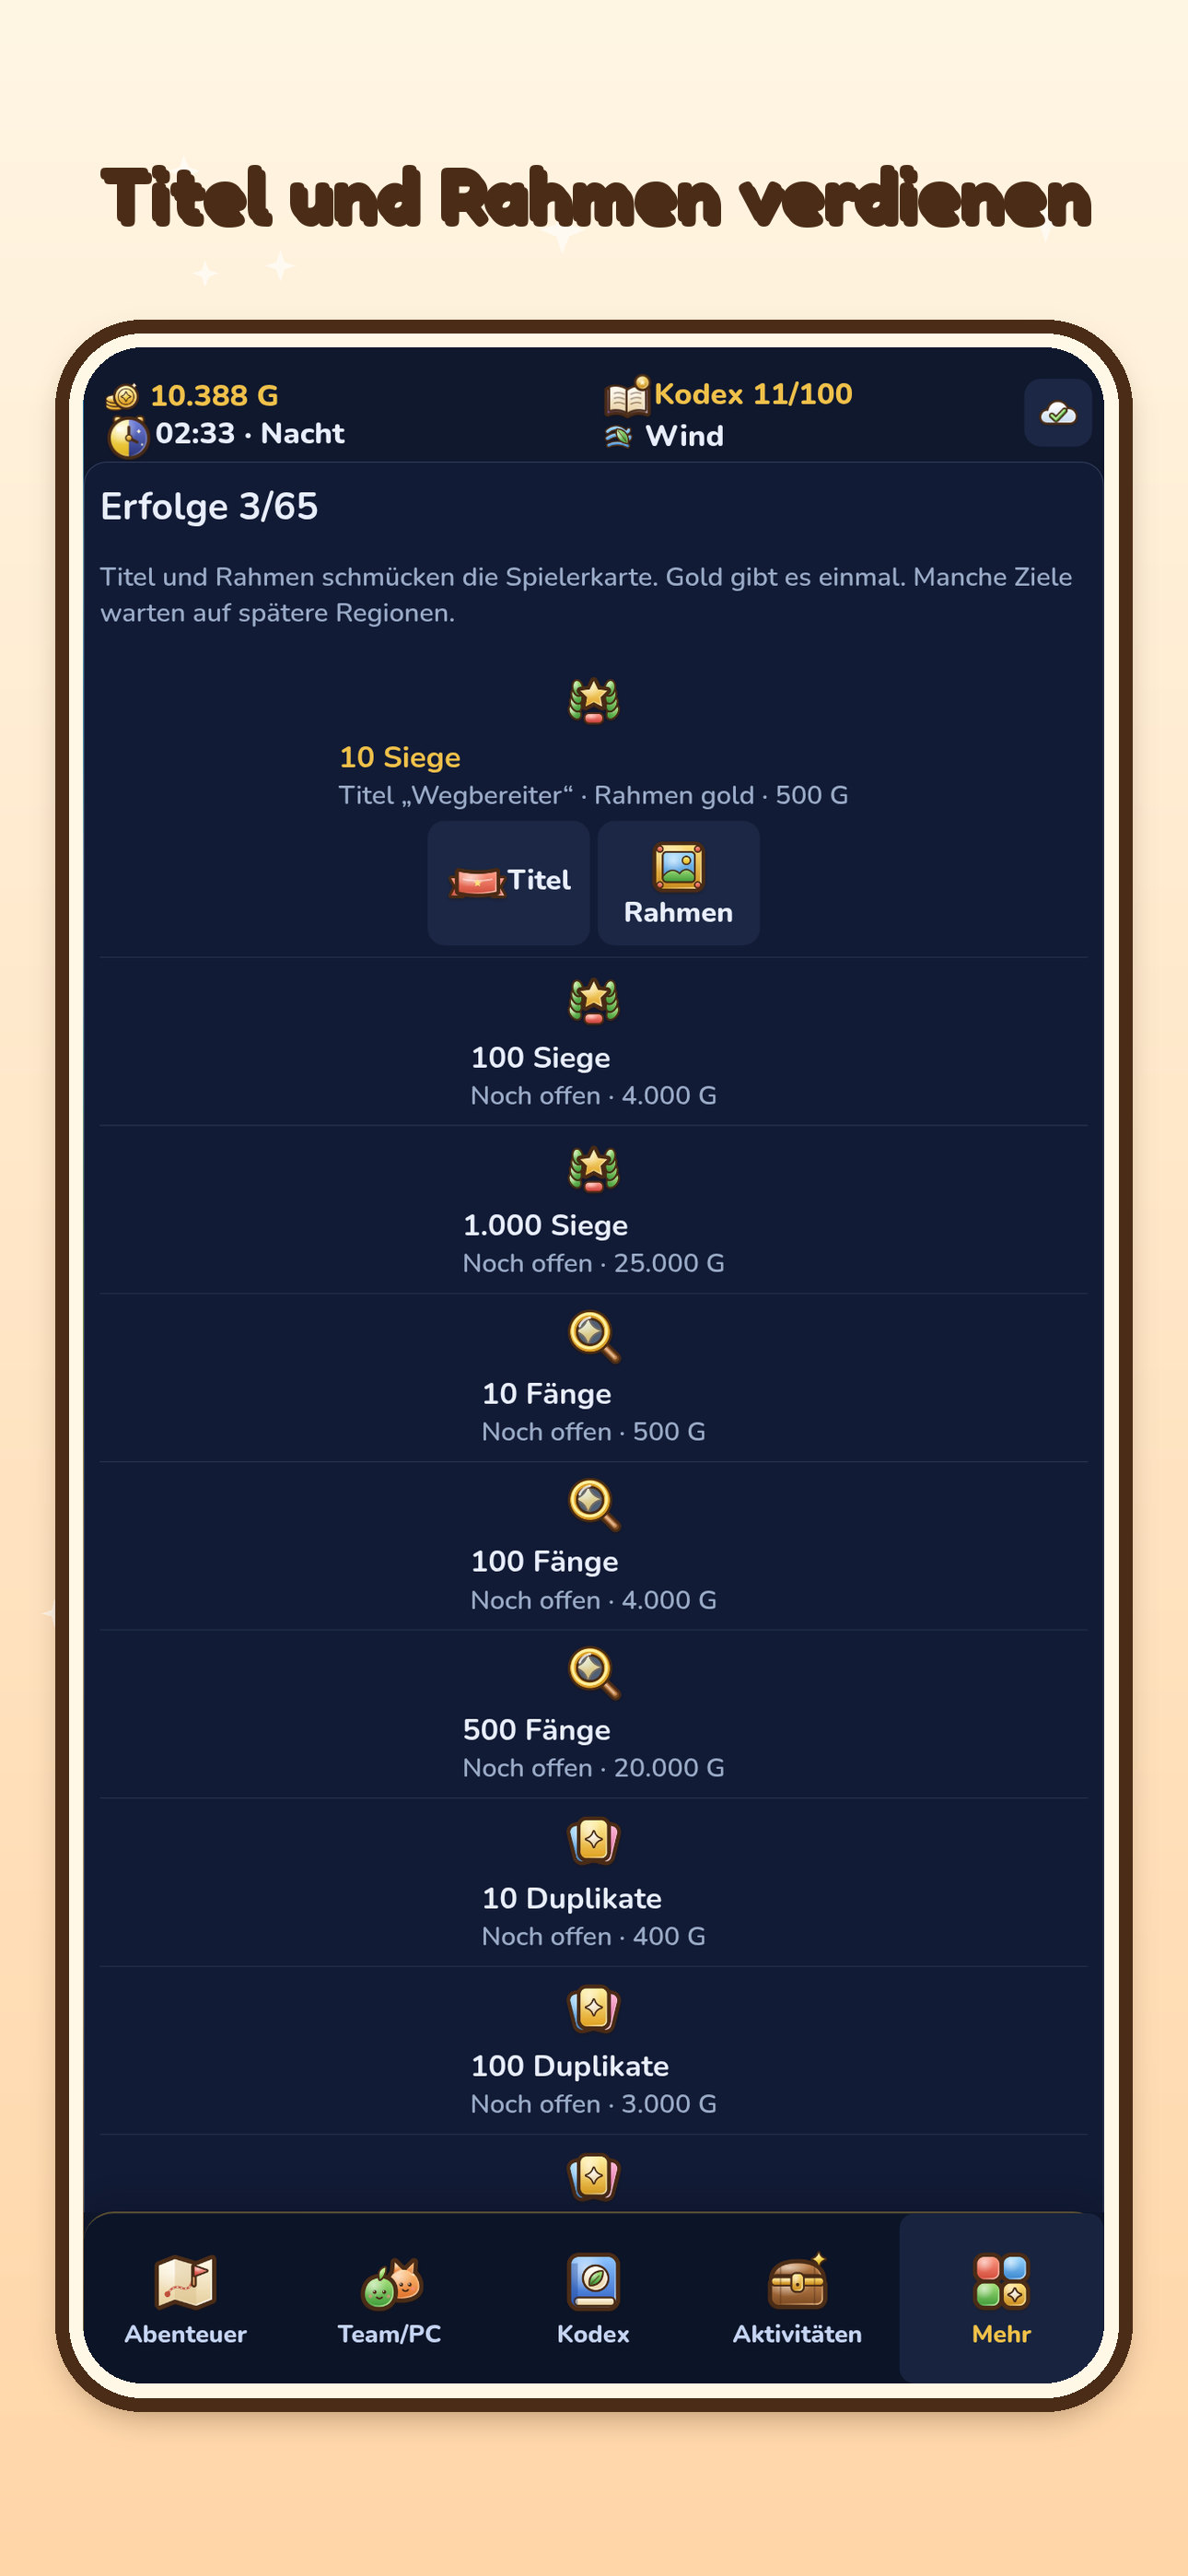 Titel und Rahmen verdienen
10.388 G
Kodex 11/100
02:33 · Nacht
Wind
Erfolge 3/65
Titel und Rahmen schmücken die Spielerkarte. Gold gibt es einmal. Manche Ziele
warten auf spätere Regionen.
10 Siege
Titel „Wegbereiter“ · Rahmen gold · 500 G
Titel
Rahmen
100 Siege
Noch offen · 4.000 G
1.000 Siege
Noch offen · 25.000 G
10 Fänge
Noch offen · 500 G
100 Fänge
Noch offen · 4.000 G
500 Fänge
Noch offen · 20.000 G
10 Duplikate
Noch offen · 400 G
100 Duplikate
Noch offen · 3.000 G
Abenteuer
Team/PC
Kodex
Aktivitäten
Mehr